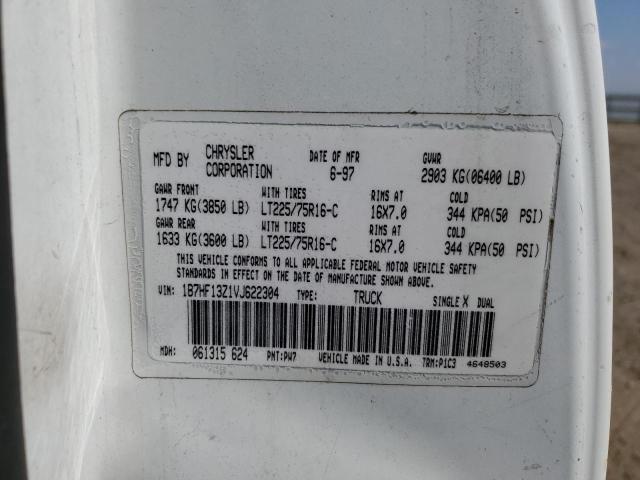 MFD BY CHRYSLER CORPORATION DATE OF MFR 6-97 GVWR 2903 KG(06400 LB)
GAWR FRONT WITH TIRES RIMS AT COLD
1747 KG(3850 LB) LT225/75R16-C 16X7.0 344 KPA(50 PSI)
GAWR REAR WITH TIRES RIMS AT COLD
1633 KG(3600 LB) LT225/75R16-C 16X7.0 344 KPA(50 PSI)
THIS VEHICLE CONFORMS TO ALL APPLICABLE FEDERAL MOTOR VEHICLE SAFETY
STANDARDS IN EFFECT ON THE DATE OF MANUFACTURE SHOWN ABOVE.
VIN: 1B7HF13Z1VJ622304 TYPE: TRUCK SINGLE X DUAL
MDH: 061315 624 PNT:PW7 VEHICLE MADE IN U.S.A. TRM:P1C3 4648503